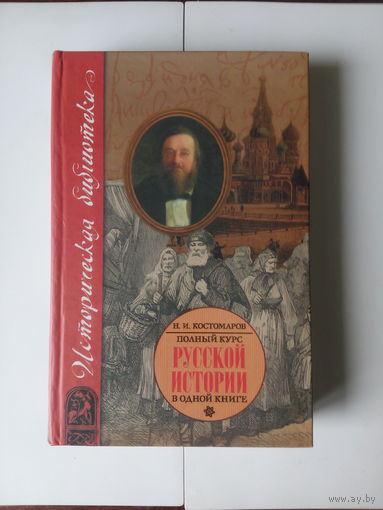 Историческая библиотека
Н. И. КОСТОМАРОВ
ПОЛНЫЙ КУРС
РУССКОЙ
ИСТОРИИ
В ОДНОЙ КНИГЕ
www.ay.by